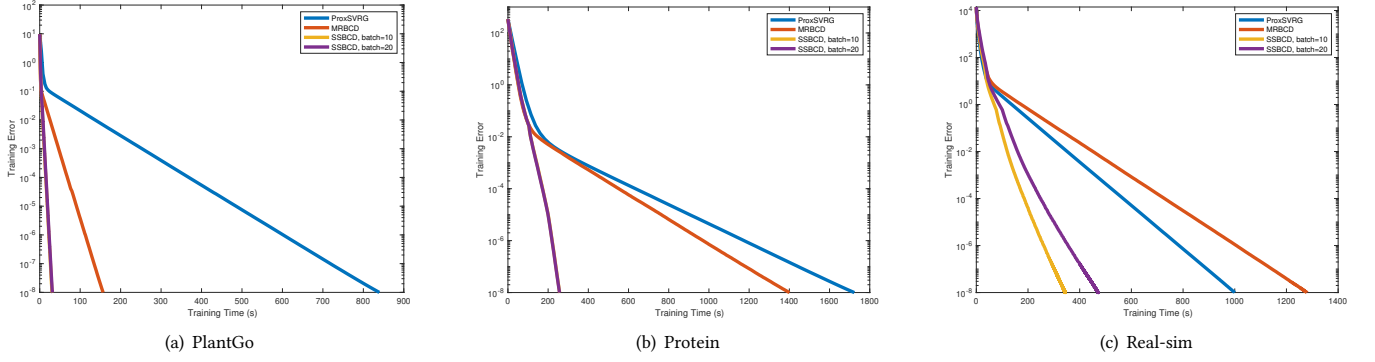 10^2
10^1
10^0
10^-1
10^-2
10^-3
10^-4
10^-5
10^-6
10^-7
10^-8
Training Error
0 100 200 300 400 500 600 700 800 900
Training Time (s)
ProxSVRG
MRBCD
SSBCD, batch=10
SSBCD, batch=20
(a) PlantGo
10^2
10^0
10^-2
10^-4
10^-6
10^-8
Training Error
0 200 400 600 800 1000 1200 1400 1600 1800
Training Time (s)
ProxSVRG
MRBCD
SSBCD, batch=10
SSBCD, batch=20
(b) Protein
10^4
10^2
10^0
10^-2
10^-4
10^-6
10^-8
Training Error
0 200 400 600 800 1000 1200 1400
Training Time (s)
ProxSVRG
MRBCD
SSBCD, batch=10
SSBCD, batch=20
(c) Real-sim